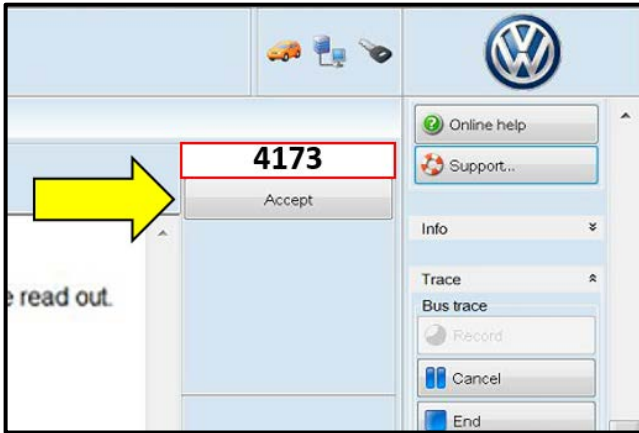 4173
Accept
e read out.
Online help
Support...
Info
Trace
Bus trace
Record
Cancel
End